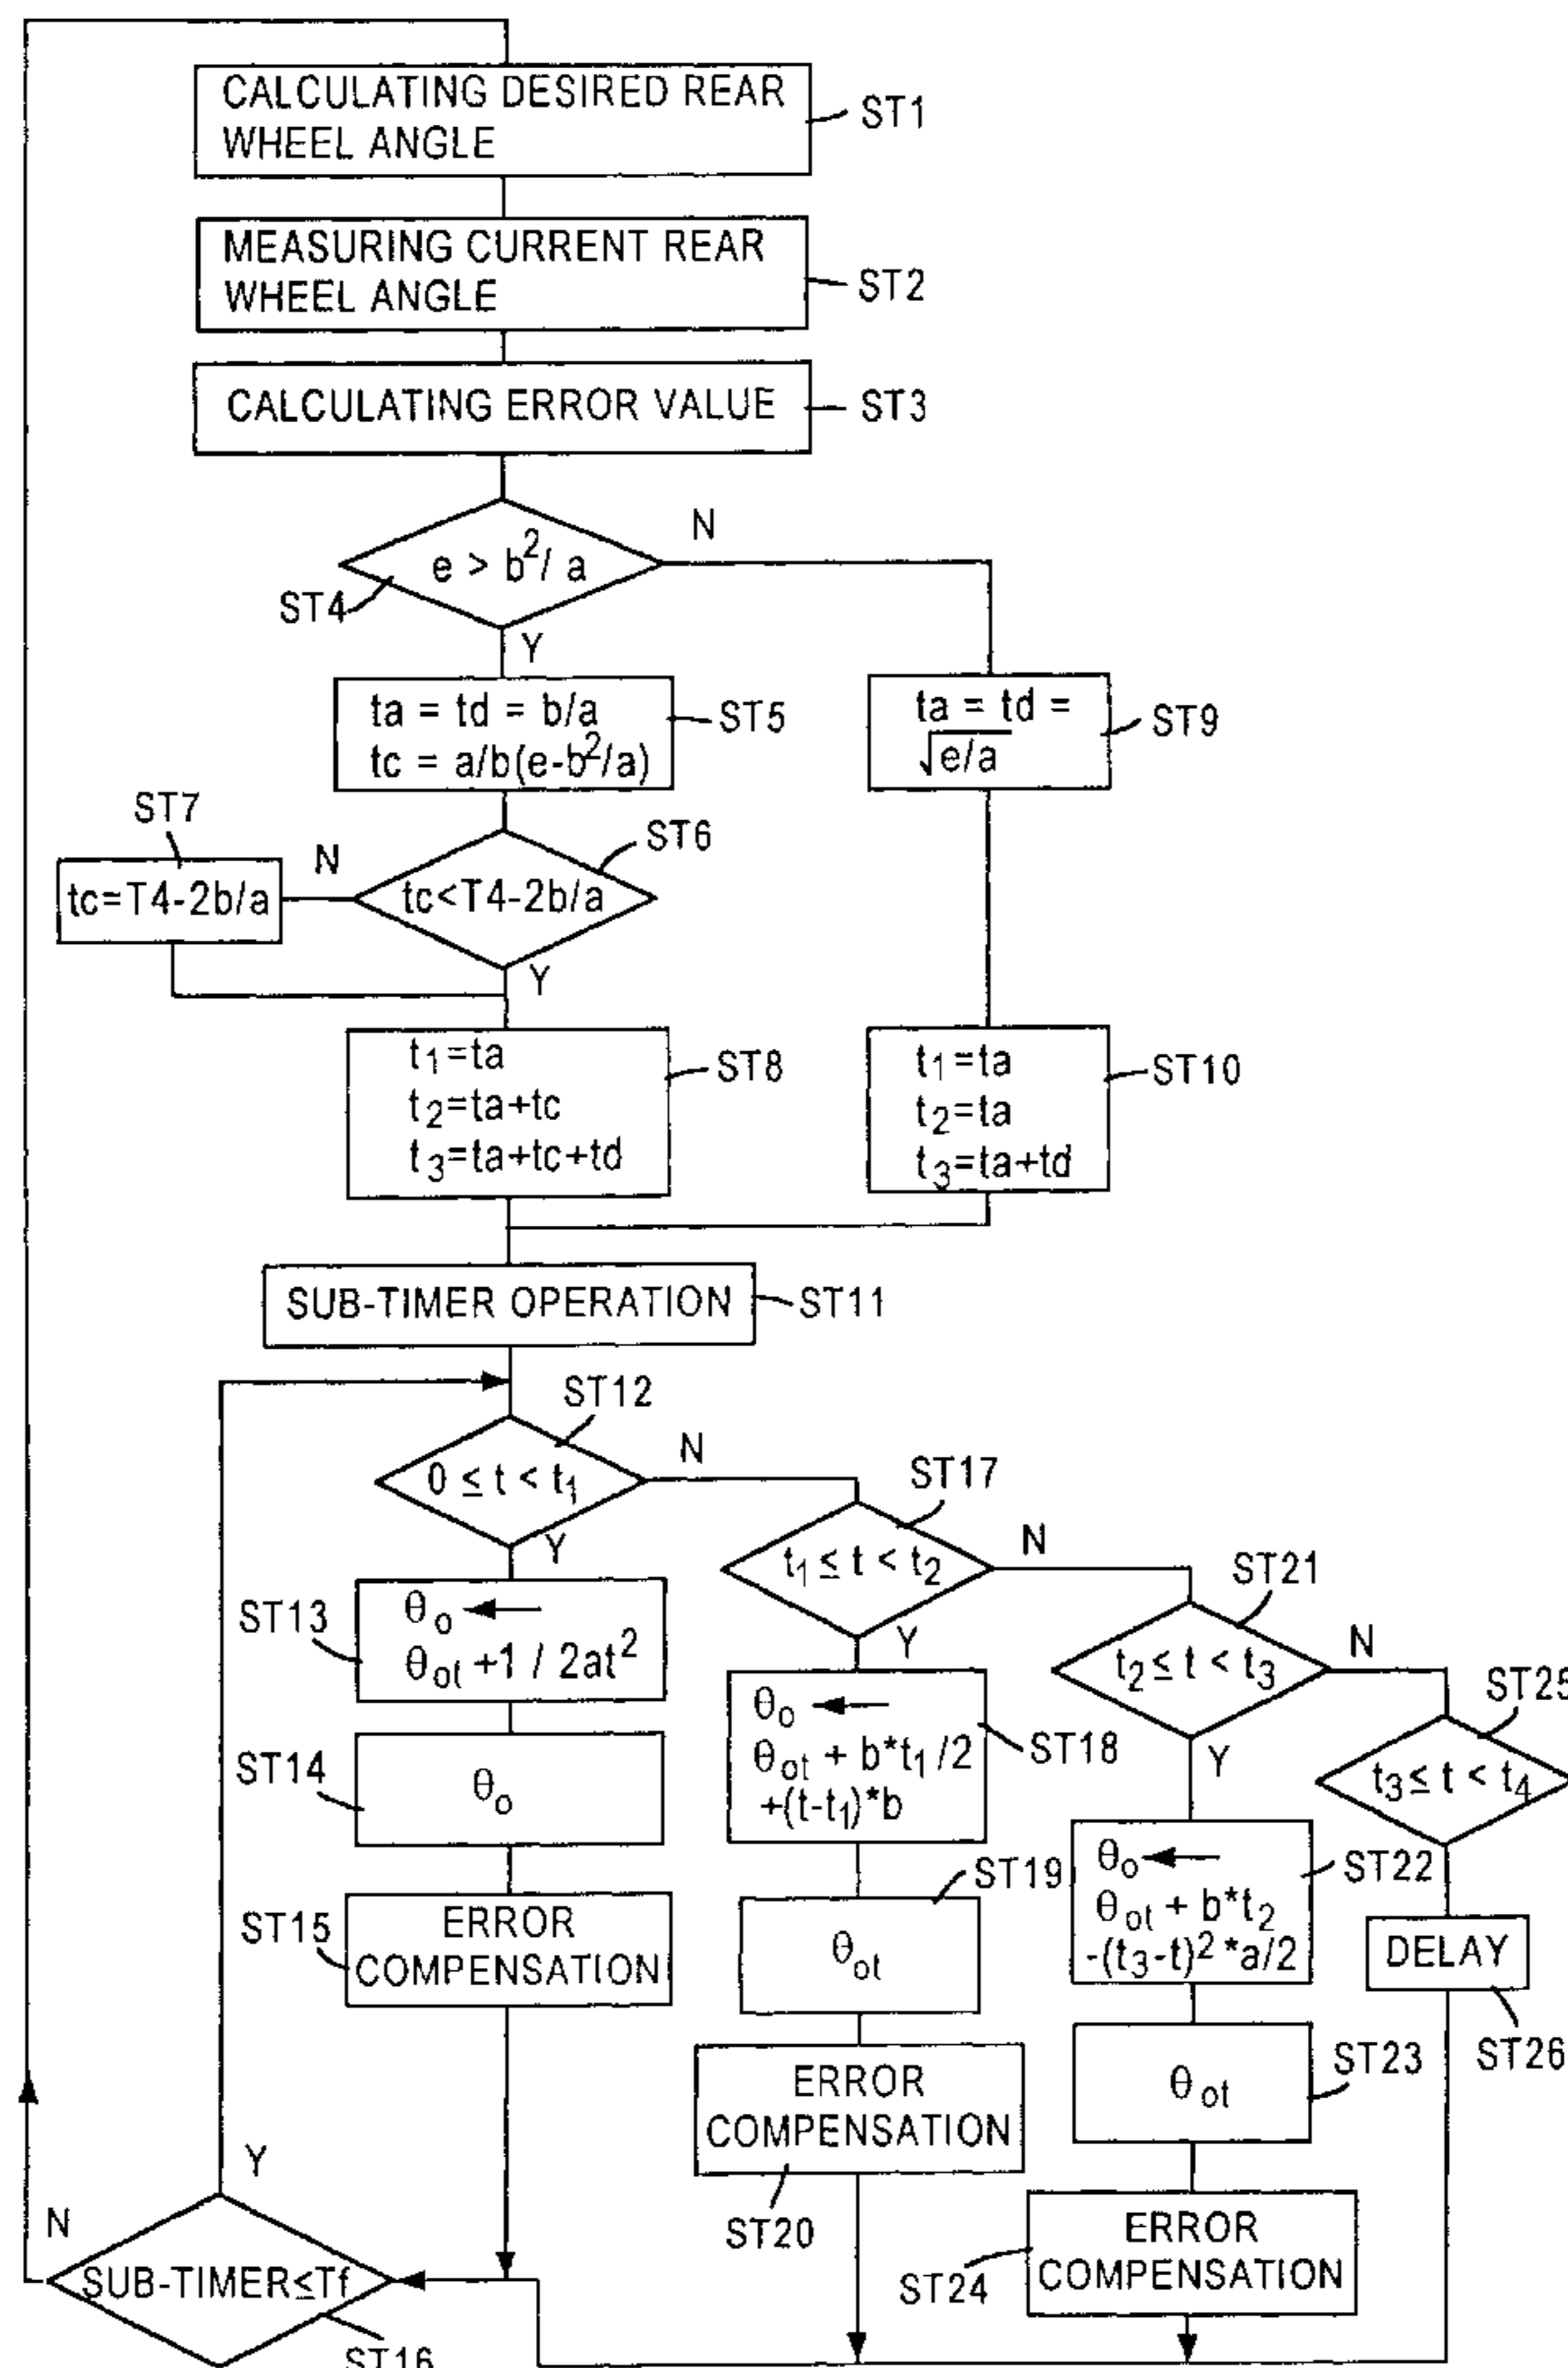 CALCULATING DESIRED REAR
WHEEL ANGLE
ST1
MEASURING CURRENT REAR
WHEEL ANGLE
ST2
CALCULATING ERROR VALUE
ST3
N
e > b²/ a
ST4
Y
ta = td = b/a
tc = a/b(e-b²/a)
ST5
ta = td =
√e/a
ST9
ST7
tc=T4-2b/a
N
ST6
tc<T4-2b/a
Y
t₁=ta
t₂=ta+tc
t₃=ta+tc+td
ST8
t₁=ta
t₂=ta
t₃=ta+td
ST10
SUB-TIMER OPERATION
ST11
ST12
0 ≤ t < t₁
N
Y
ST17
t₁ ≤ t < t₂
N
Y
ST21
t₂ ≤ t < t₃
N
Y
ST25
t₃ ≤ t < t₄
ST13
θo ←
θot +1 / 2at²
ST14
θo
ST15
ERROR
COMPENSATION
θo ←
θot + b*t₁ /2
+(t-t₁)*b
ST18
ST19
θot
ERROR
COMPENSATION
ST20
θo ←
θot + b*t₂
-(t₃-t)² *a/2
ST22
θot
ST23
ERROR
COMPENSATION
ST24
DELAY
ST26
Y
N
SUB-TIMER≤Tf
ST16